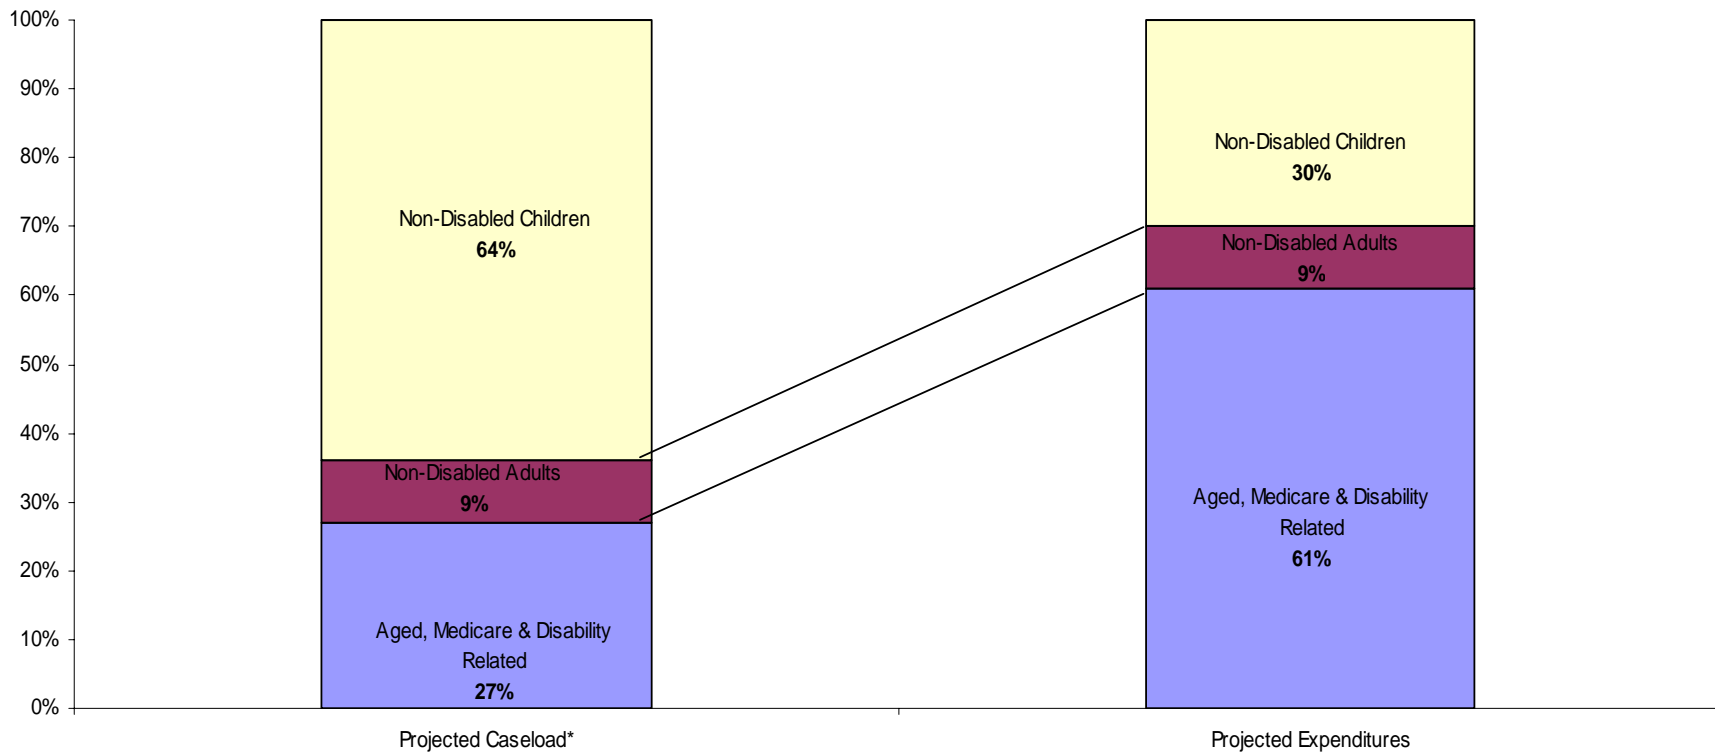 100%
90%
80%
70%
60%
50%
40%
30%
20%
10%
0%
Non-Disabled Children
64%
Non-Disabled Adults
9%
Aged, Medicare & Disability
Related
27%
Non-Disabled Children
30%
Non-Disabled Adults
9%
Aged, Medicare & Disability
Related
61%
Projected Caseload*
Projected Expenditures